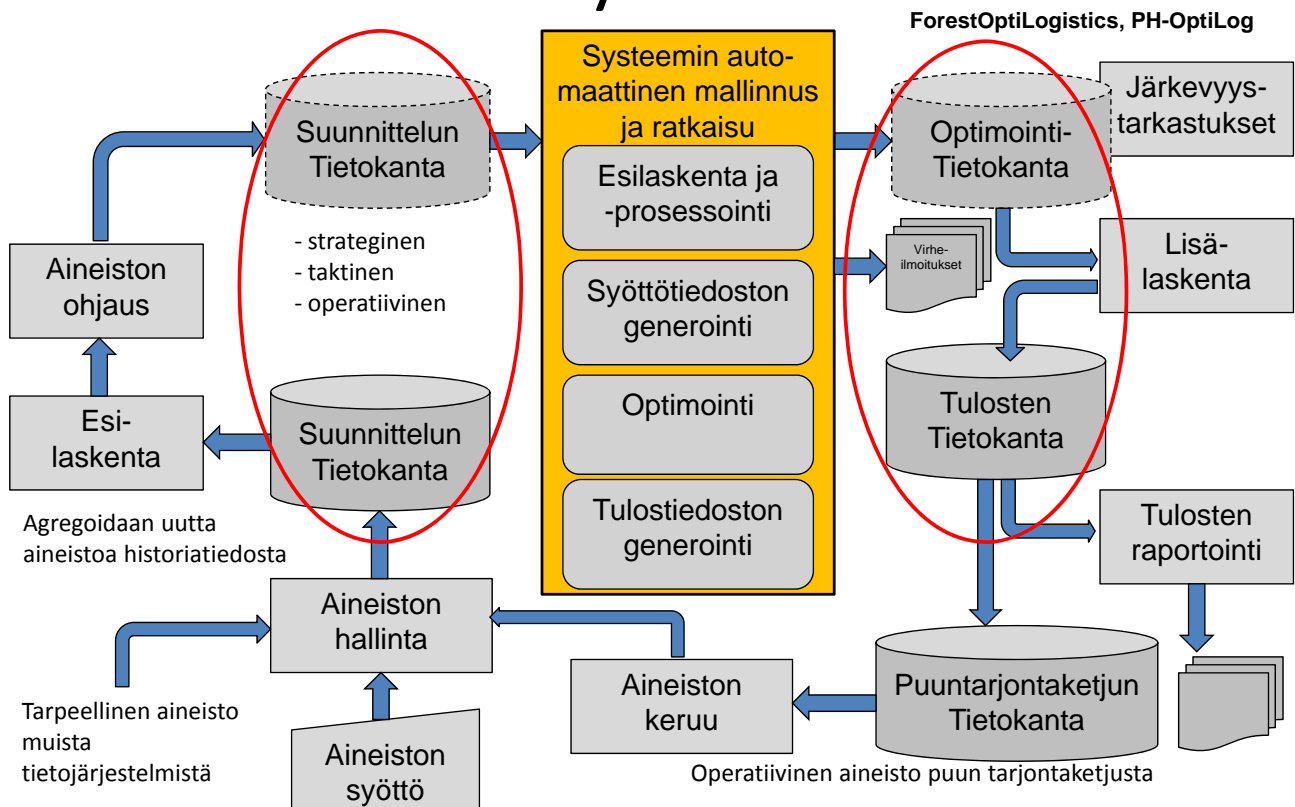 ForestOptiLogistics, PH-OptiLog
Suunnittelun
Tietokanta
Systeemin auto-
maattinen mallinnus
ja ratkaisu
Optimointi-
Tietokanta
Järkevyys-
tarkastukset
Esilaskenta ja
-prosessointi
- strateginen
- taktinen
- operatiivinen
Aineiston
ohjaus
Virhe-
ilmoitukset
Lisä-
laskenta
Syöttötiedoston
generointi
Esi-
laskenta
Suunnittelun
Tietokanta
Optimointi
Tulosten
Tietokanta
Agregoidaan uutta
aineistoa historiatiedosta
Tulostiedoston
generointi
Tulosten
raportointi
Aineiston
hallinta
Tarpeellinen aineisto
muista
tietojärjestelmistä
Aineiston
syöttö
Aineiston
keruu
Puuntarjontaketjun
Tietokanta
Operatiivinen aineisto puun tarjontaketjusta